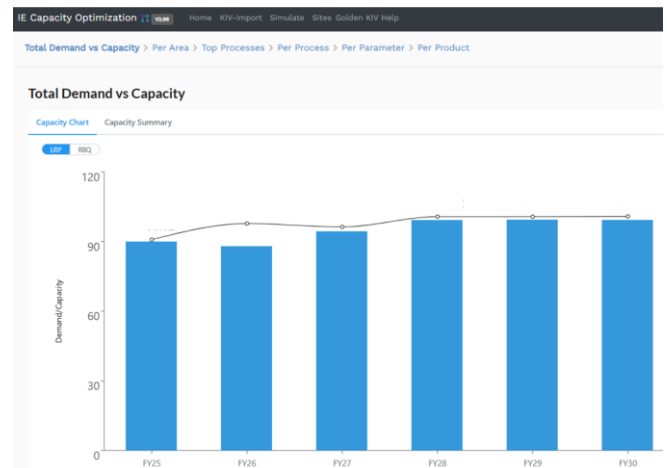 IE Capacity Optimization V2.66 Home KIV-Import Simulate Sites Golden KIV Help
Total Demand vs Capacity > Per Area > Top Processes > Per Process > Per Parameter > Per Product
Total Demand vs Capacity
Capacity Chart Capacity Summary
LRP RBQ
120
90
60
30
0
Demand/Capacity
FY25 FY26 FY27 FY28 FY29 FY30